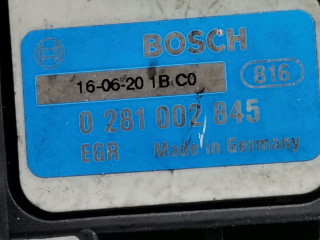 BOSCH
16-06-20 1B C0 816
0 281 002 845
EGR Made in Germany